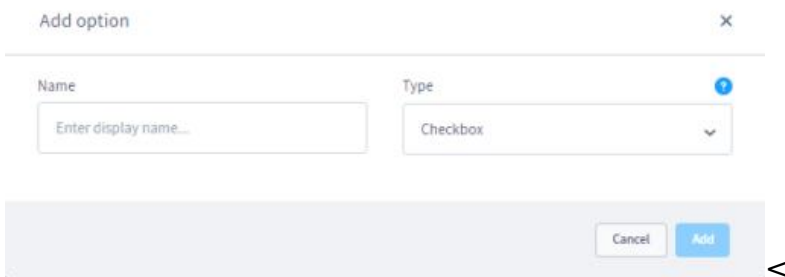 Add option ×
Name Type ?
Enter display name... Checkbox
Cancel Add
<